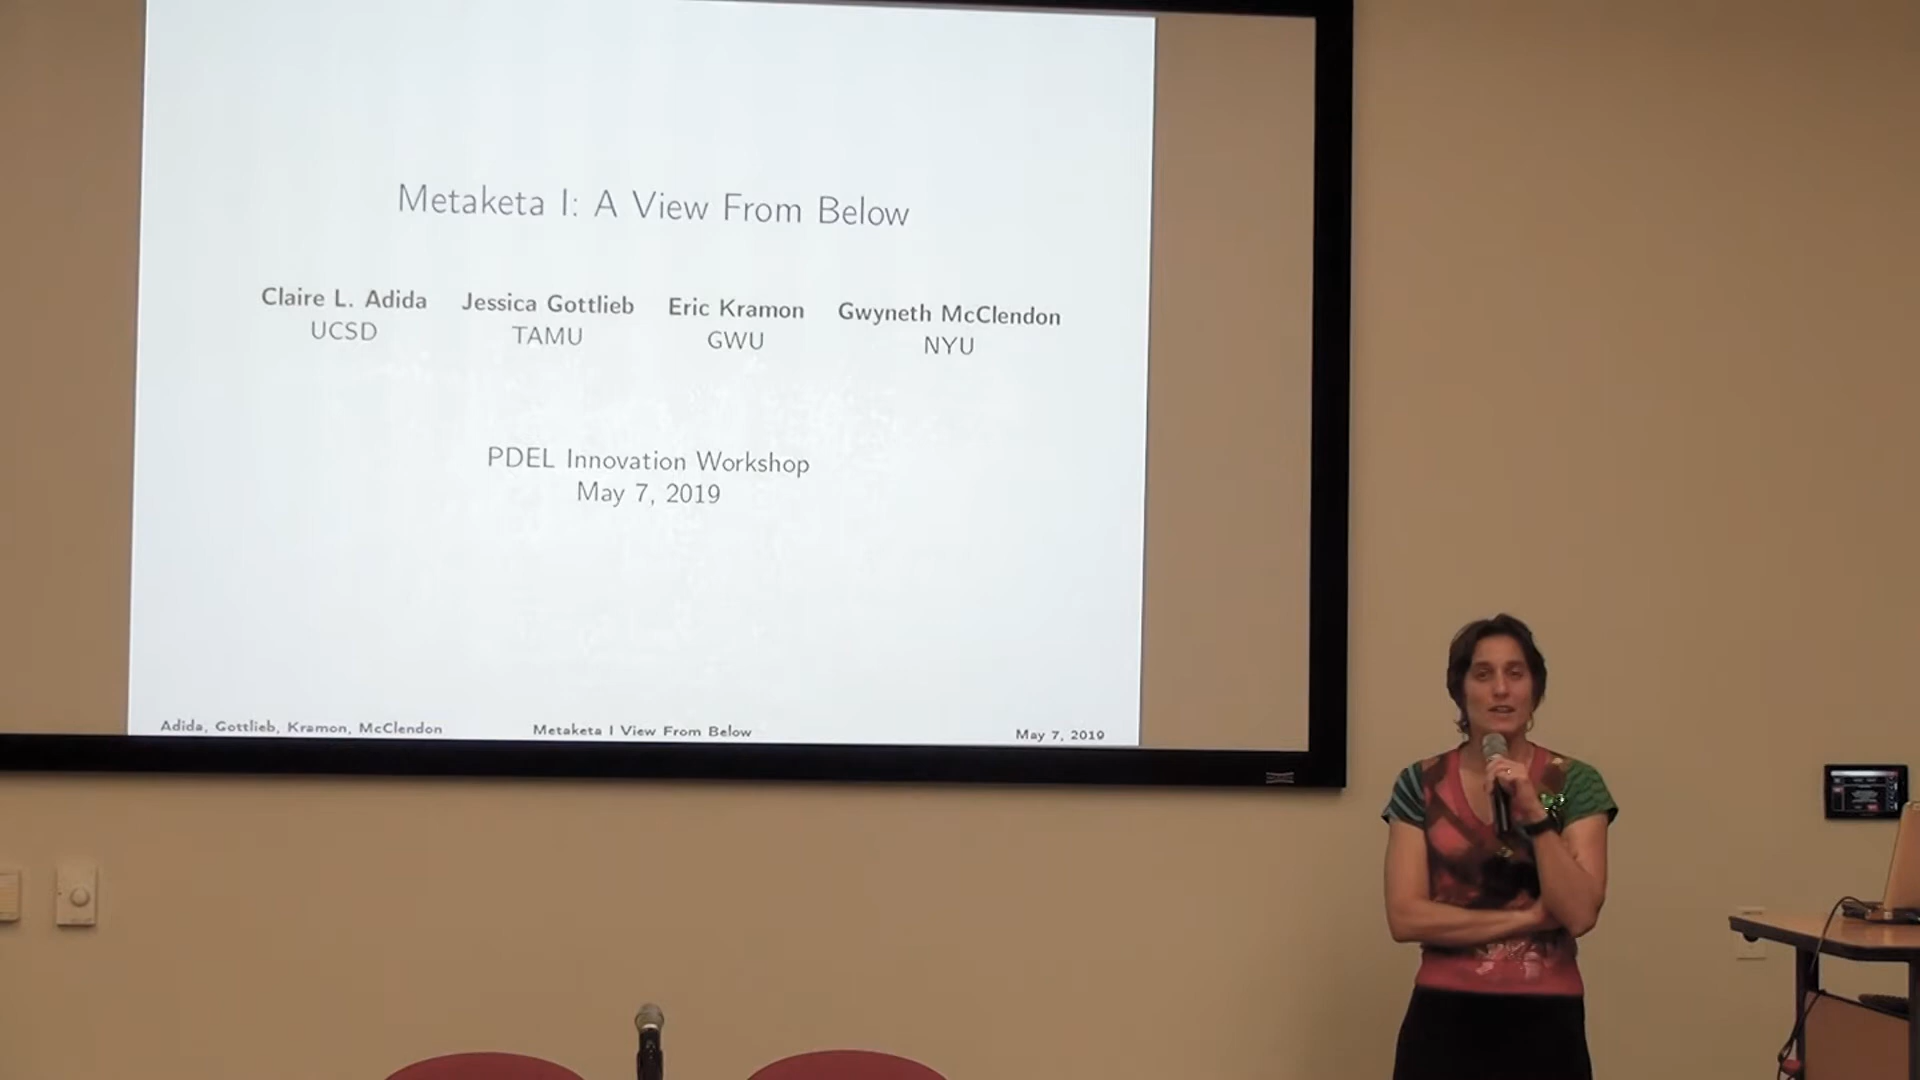 Metaketa I: A View From Below
Claire L. Adida Jessica Gottlieb Eric Kramon Gwyneth McClendon
UCSD TAMU GWU NYU
PDEL Innovation Workshop
May 7, 2019
Adida, Gottlieb, Kramon, McClendon Metaketa I View From Below May 7, 2019